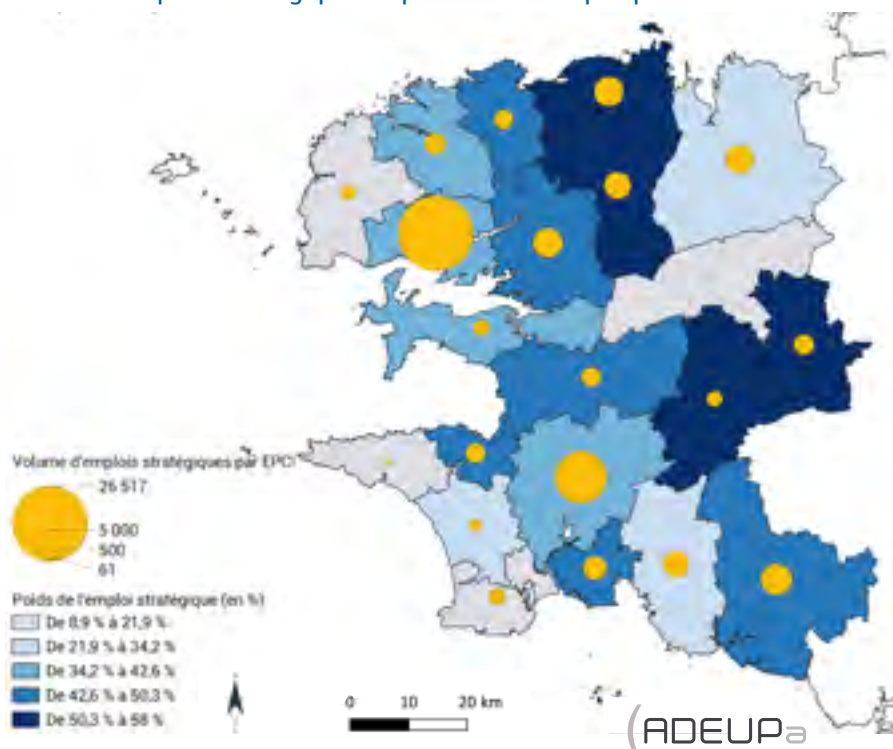 Volume d'emplois stratégiques par EPCI
26 517
5 000
500
61
Poids de l'emploi stratégique (en %)
De 8,9 % à 21,9 %
De 21,9 % à 34,2 %
De 34,2 % à 42,6 %
De 42,6 % à 50,3 %
De 50,3 % à 58 %
0 10 20 km
ADEUPa